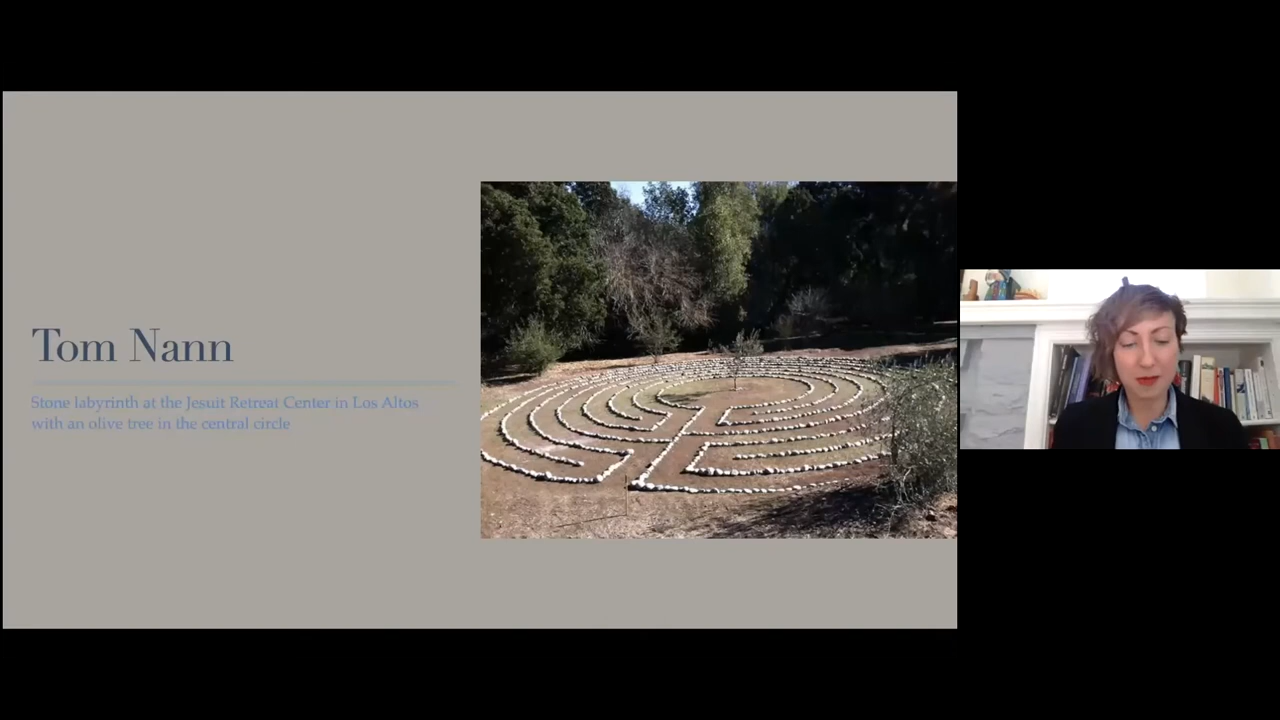 Tom Nann
Stone labyrinth at the Jesuit Retreat Center in Los Altos
with an olive tree in the central circle